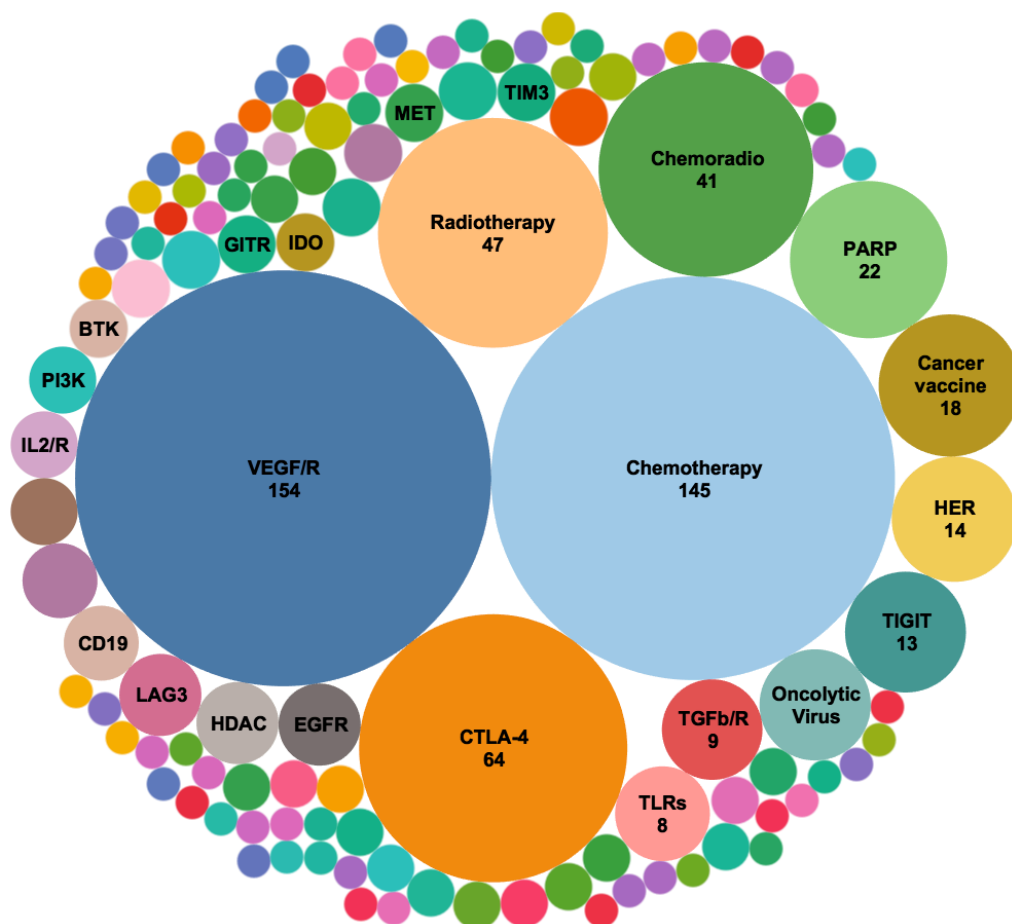 MET
TIM3
Chemoradio
41
Radiotherapy
47
GITR
IDO
PARP
22
BTK
PI3K
Cancer
vaccine
18
IL2/R
VEGF/R
154
Chemotherapy
145
HER
14
CD19
TIGIT
13
LAG3
HDAC
EGFR
CTLA-4
64
TGFb/R
9
Oncolytic
Virus
TLRs
8